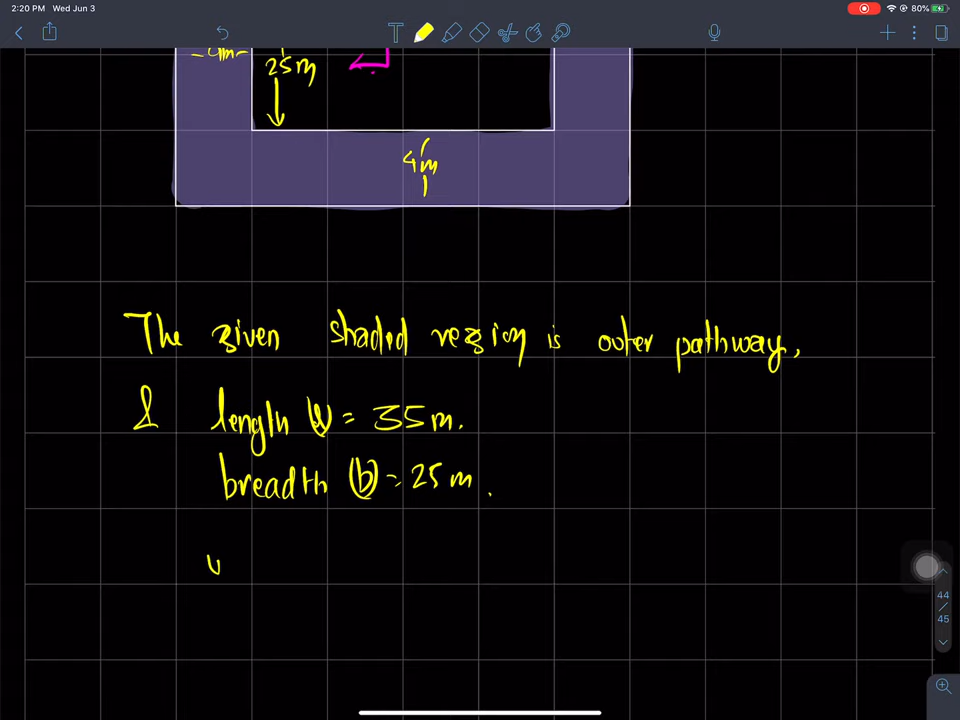 2:20 PM Wed Jun 3
80%
25m
4m
The given shaded region is outer pathway,
& length (l) = 35m.
breadth (b) = 25 m.
44
/
45